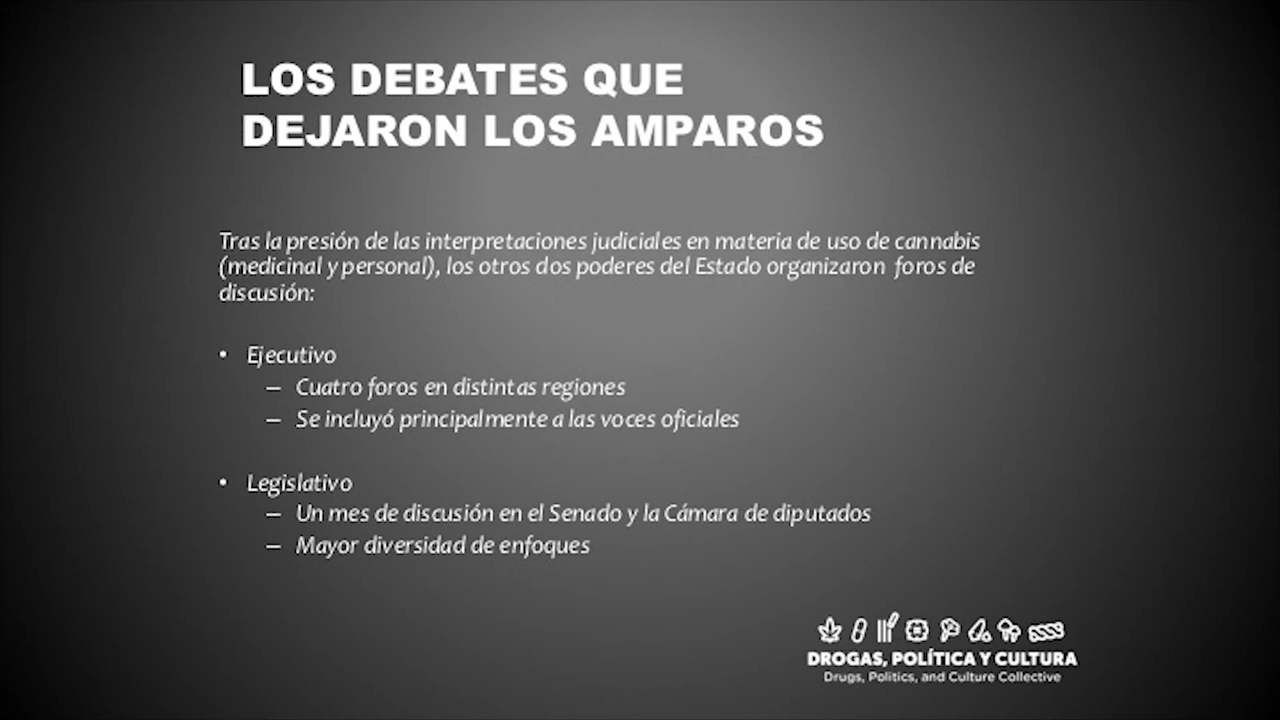 LOS DEBATES QUE
DEJARON LOS AMPAROS
Tras la presión de las interpretaciones judiciales en materia de uso de cannabis
(medicinal y personal), los otros dos poderes del Estado organizaron foros de
discusión:
• Ejecutivo
– Cuatro foros en distintas regiones
– Se incluyó principalmente a las voces oficiales
• Legislativo
– Un mes de discusión en el Senado y la Cámara de diputados
– Mayor diversidad de enfoques
DROGAS, POLÍTICA Y CULTURA
Drugs, Politics, and Culture Collective